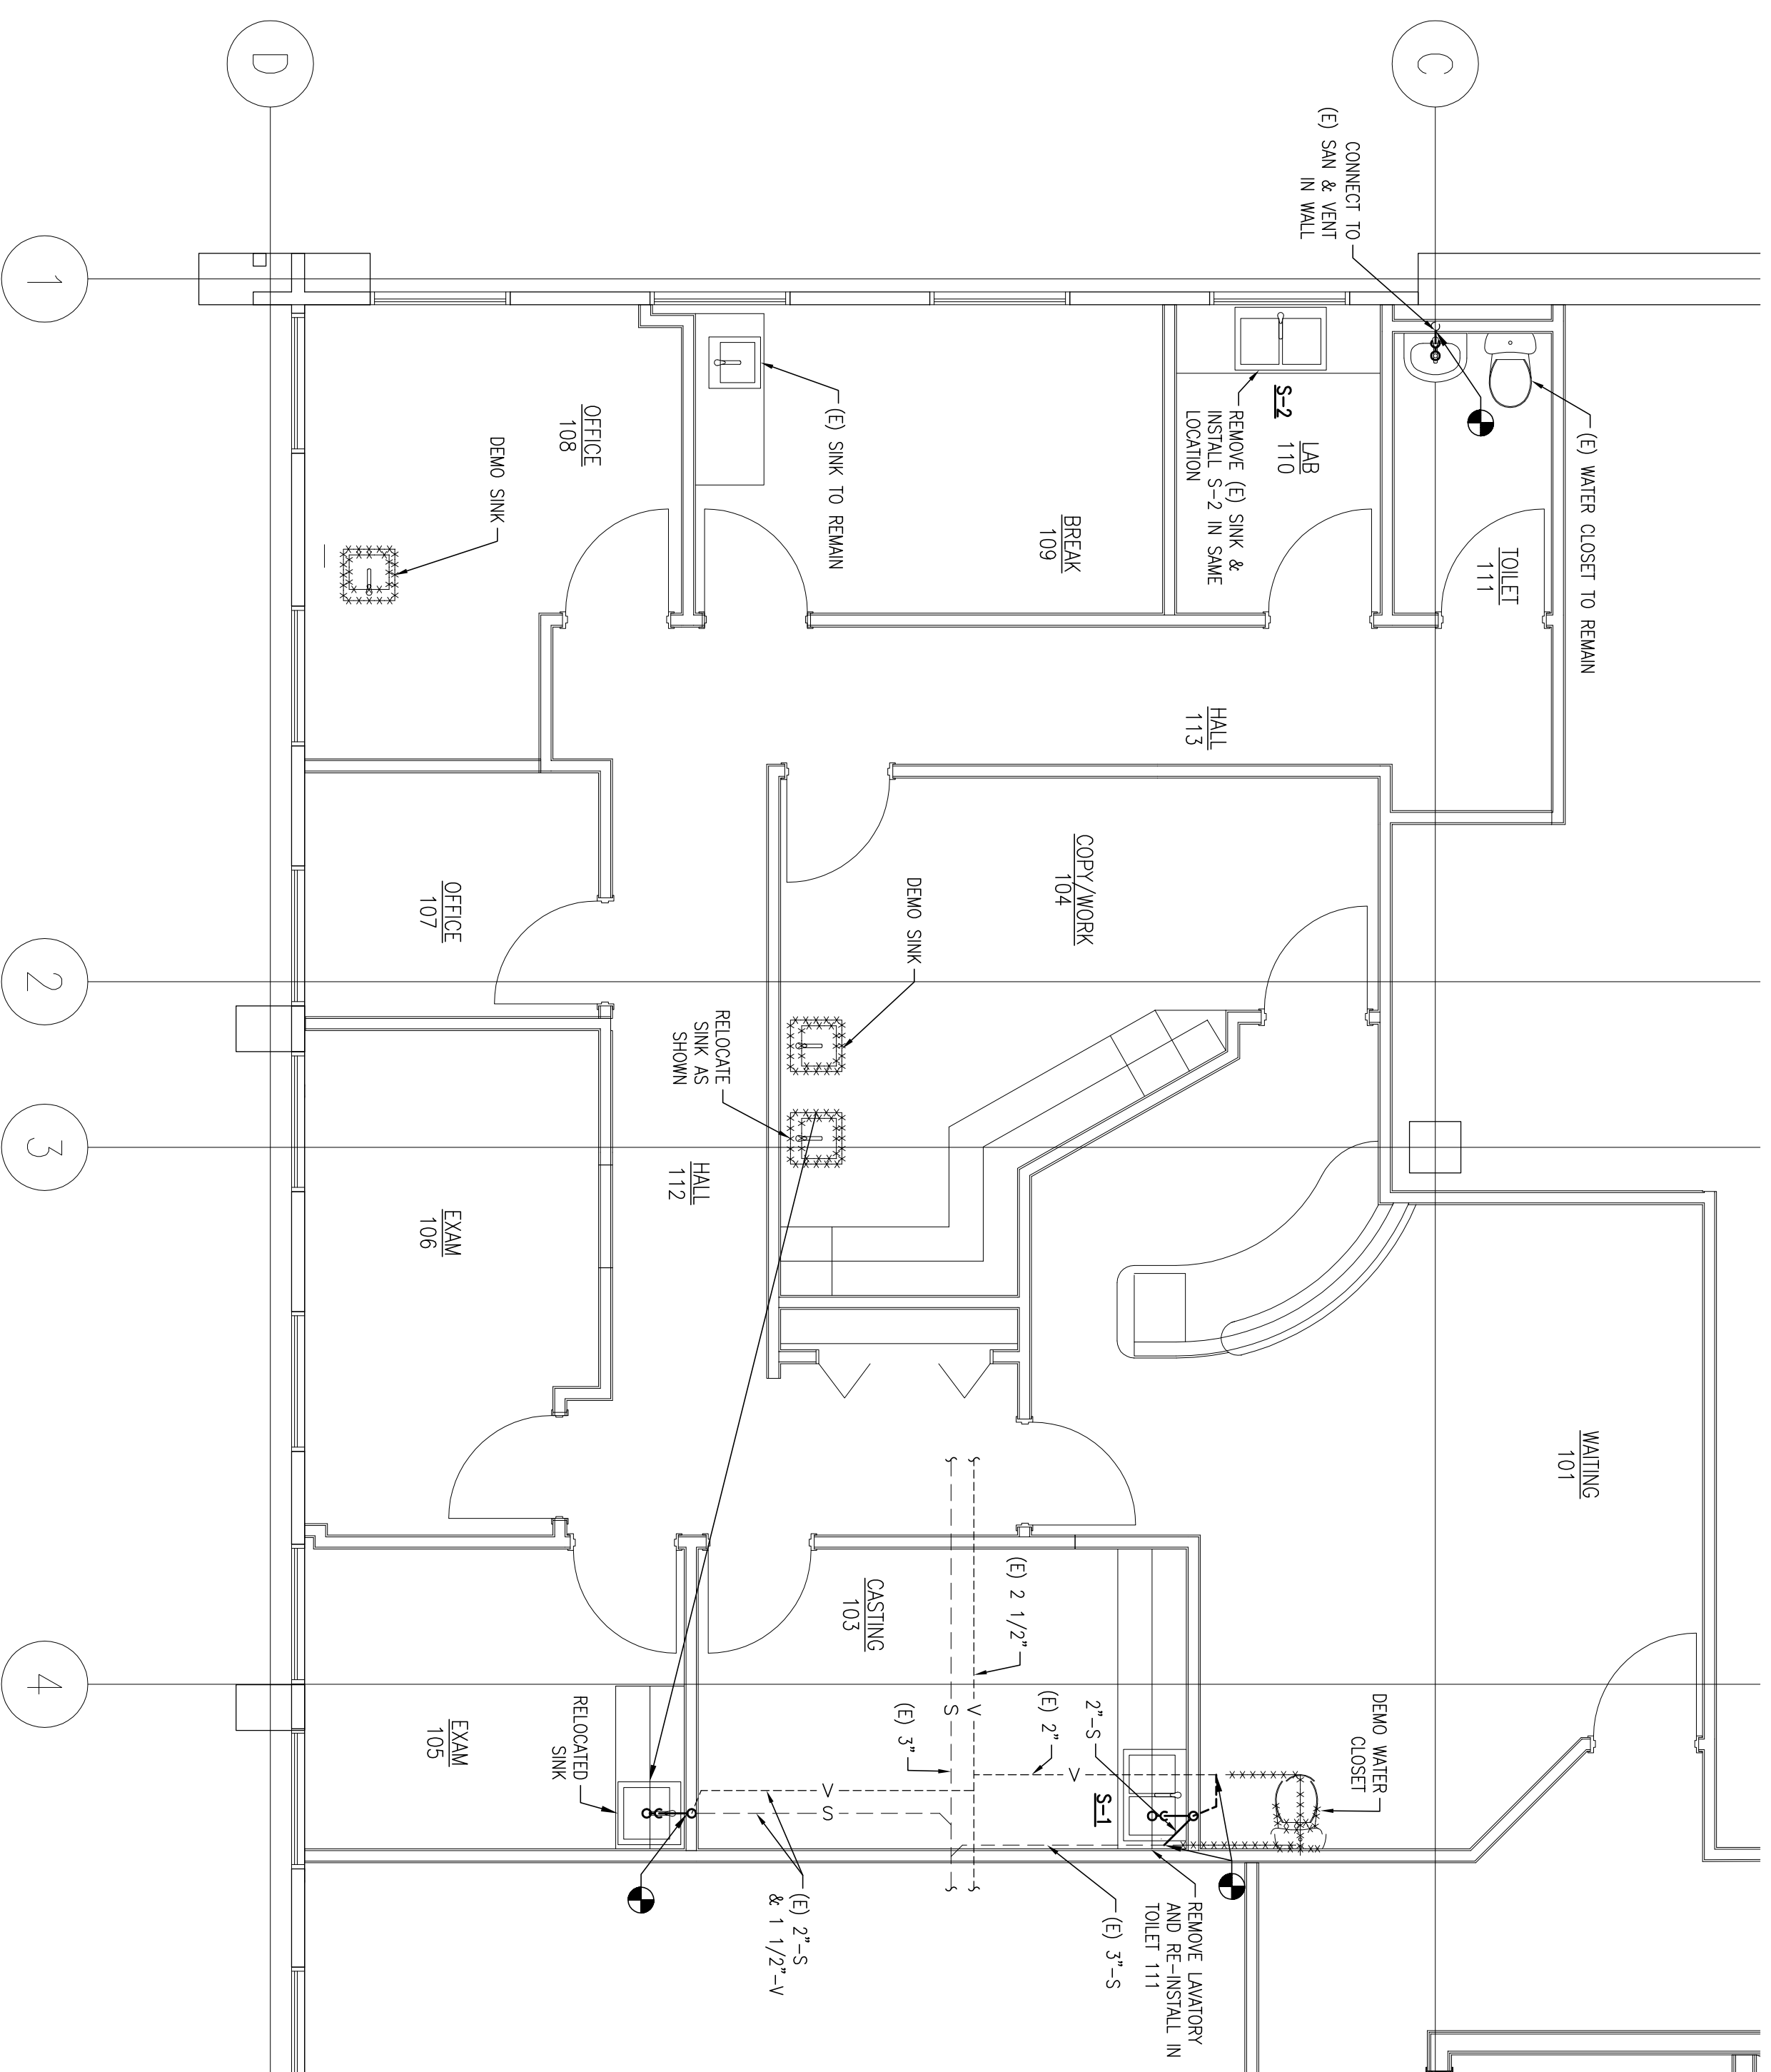 C
D
1
2
3
4
CONNECT TO
(E) SAN & VENT
IN WALL
(E) WATER CLOSET TO REMAIN
TOILET
111
S-2
LAB
110
REMOVE (E) SINK &
INSTALL S-2 IN SAME
LOCATION
BREAK
109
(E) SINK TO REMAIN
OFFICE
108
DEMO SINK
HALL
113
COPY/WORK
104
DEMO SINK
OFFICE
107
RELOCATE
SINK AS
SHOWN
HALL
112
EXAM
106
WAITING
101
CASTING
103
(E) 2 1/2"
(E) 2"
2"-S
(E) 3"
V
S
V
V
S
DEMO WATER
CLOSET
S-1
RELOCATED
SINK
EXAM
105
REMOVE LAVATORY
AND RE-INSTALL IN
TOILET 111
(E) 3"-S
(E) 2"-S
& 1 1/2"-V